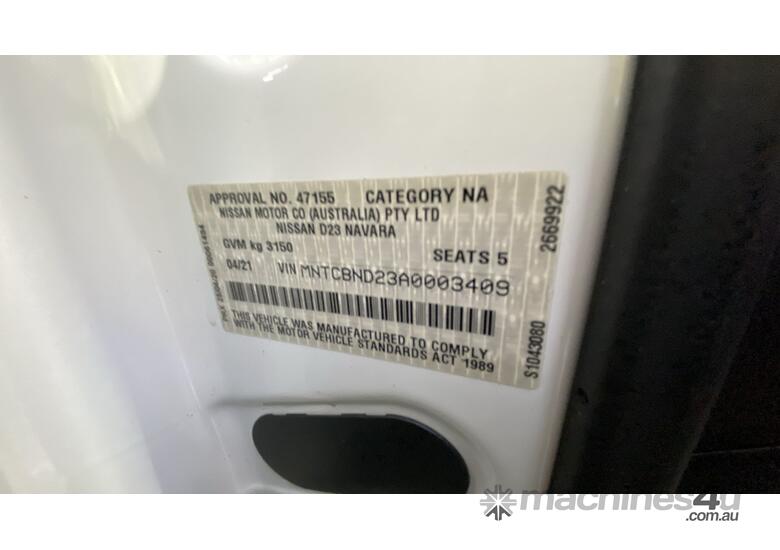 APPROVAL NO. 47155 CATEGORY NA
NISSAN MOTOR CO (AUSTRALIA) PTY LTD
NISSAN D23 NAVARA
GVM kg 3150 SEATS 5
04/21 VIN MNTCBND23A0003409
THIS VEHICLE WAS MANUFACTURED TO COMPLY
WITH THE MOTOR VEHICLE STANDARDS ACT 1989
S1043080 2669922
machines4u
.com.au